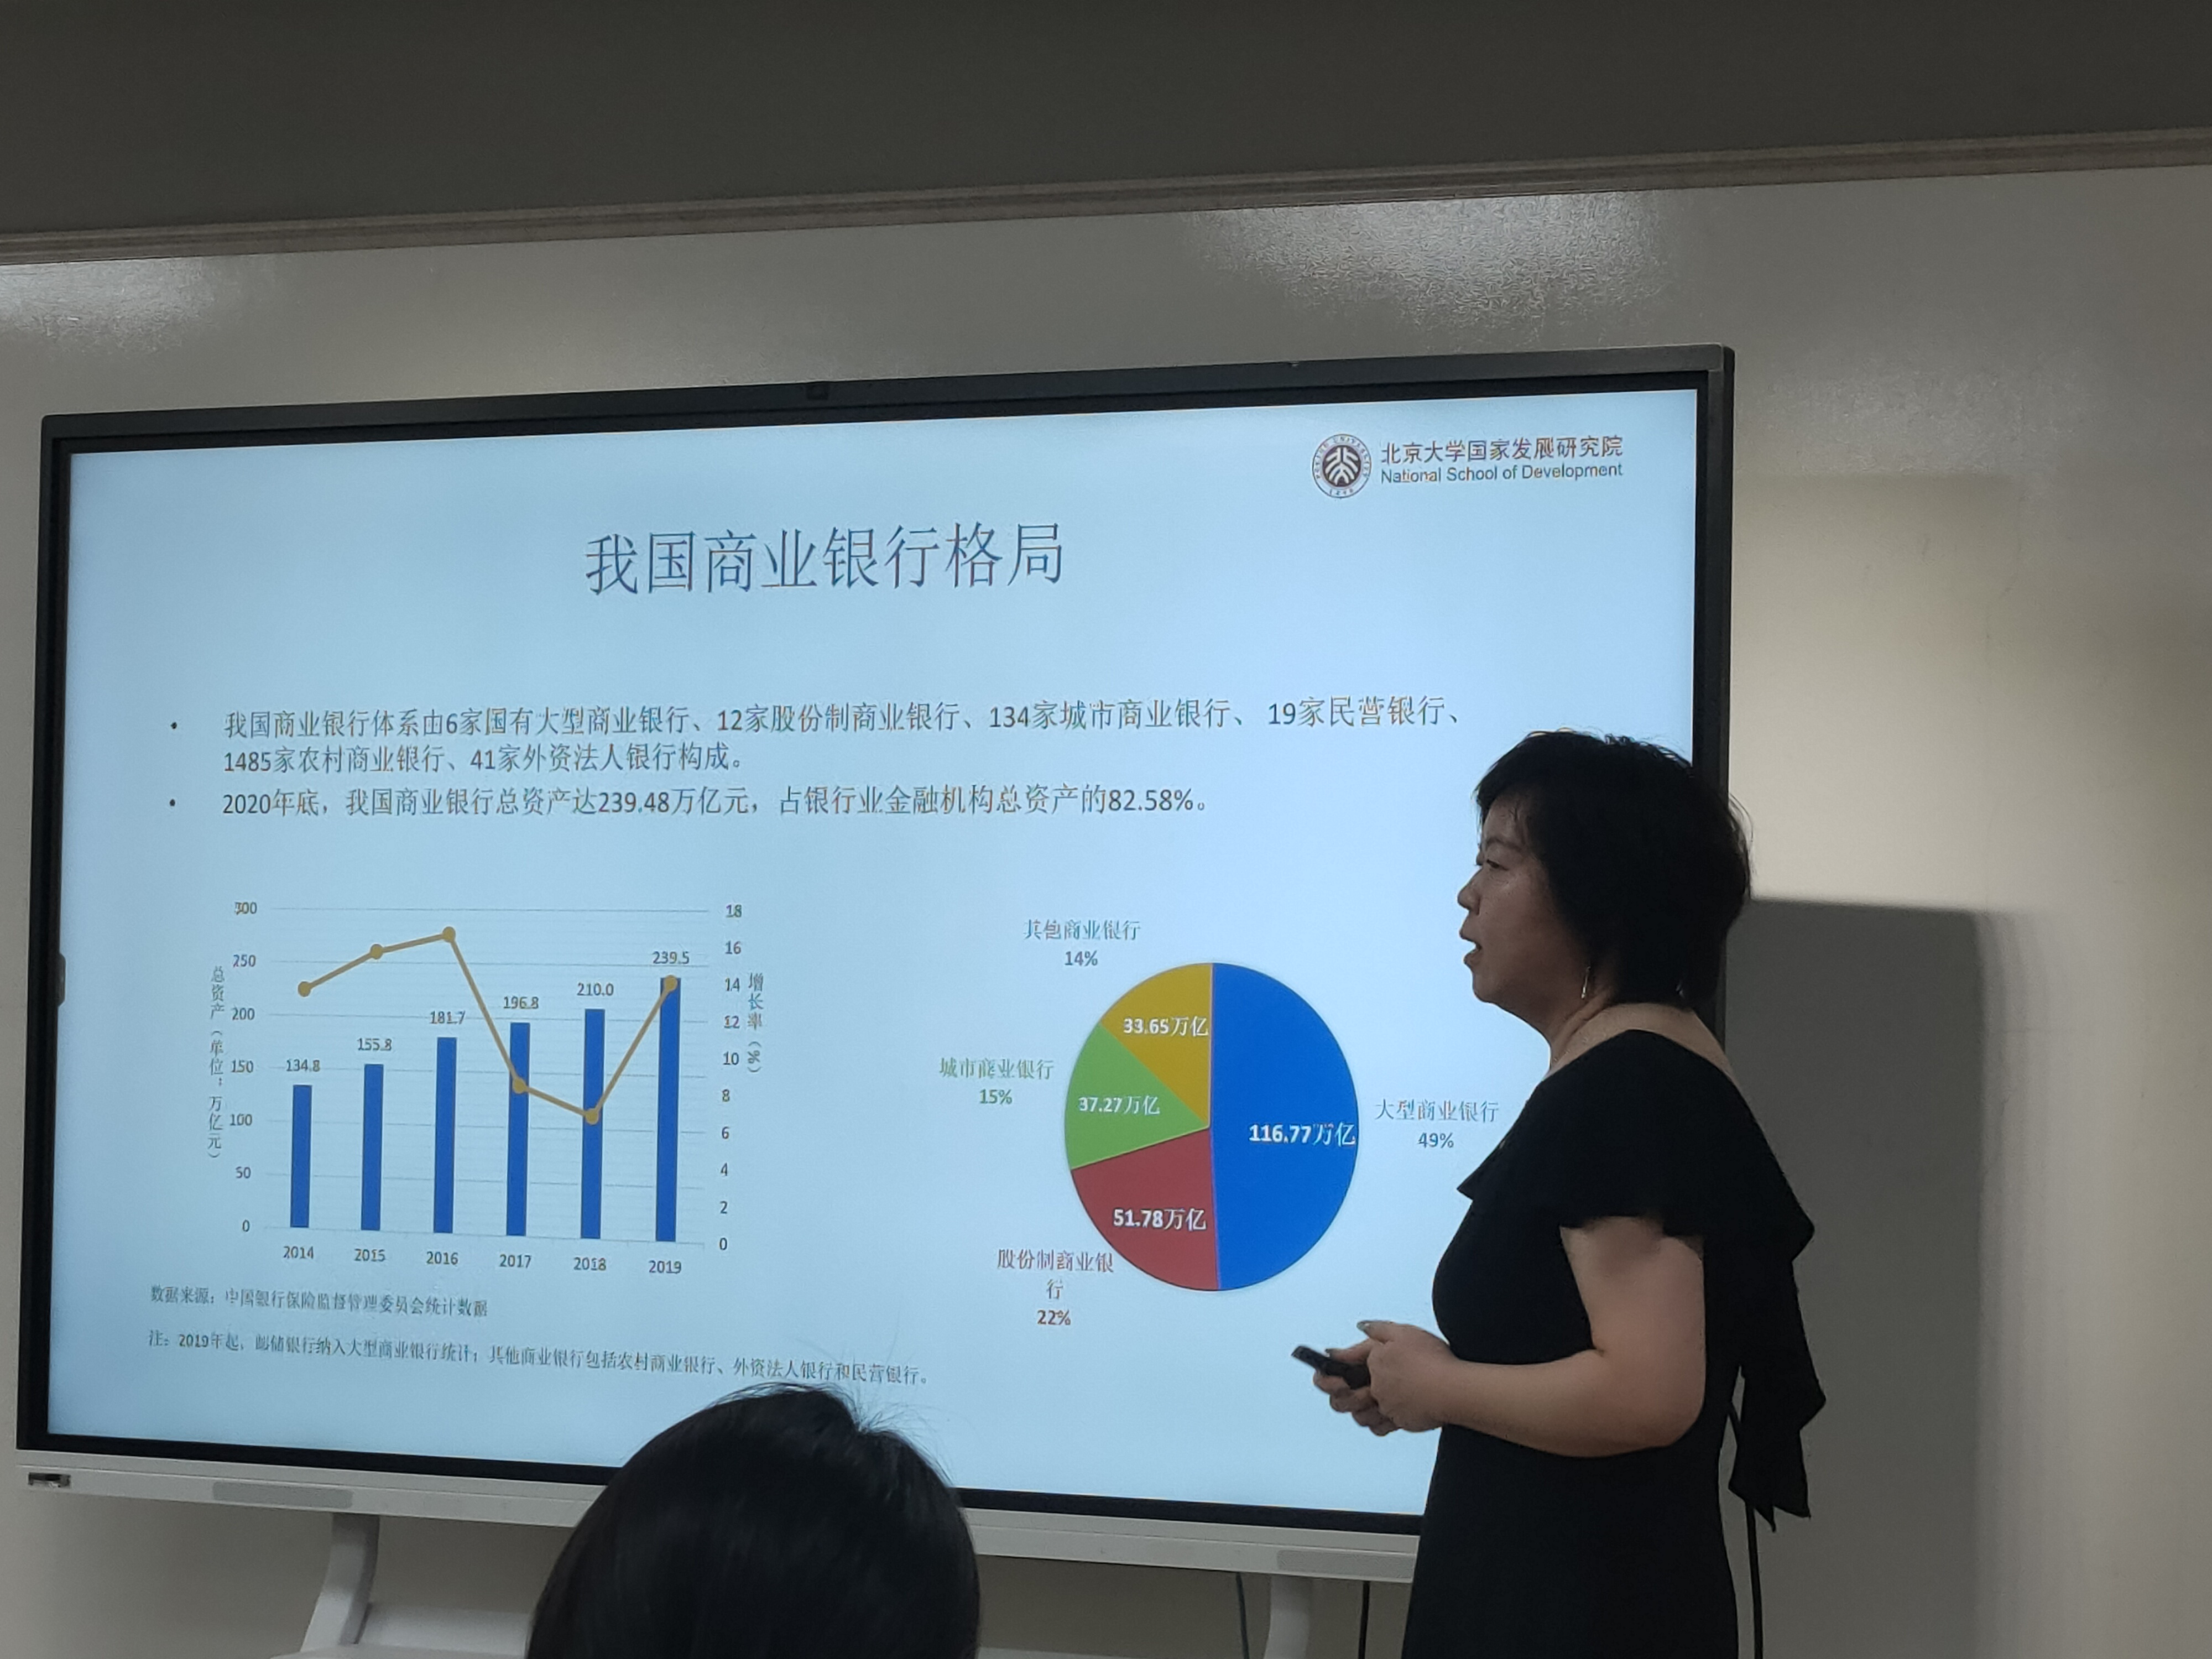 北京大学国家发展研究院
National School of Development
我国商业银行格局
• 我国商业银行体系由6家国有大型商业银行、12家股份制商业银行、134家城市商业银行、 19家民营银行、
1485家农村商业银行、41家外资法人银行构成。
• 2020年底，我国商业银行总资产达239.48万亿元，占银行业金融机构总资产的82.58%。
总资产（单位：万亿元）
300
250
200
150
100
50
0
134.8
155.8
181.7
196.8
210.0
239.5
18
16
14
12
10
8
6
4
2
0
增长率（%）
2014 2015 2016 2017 2018 2019
其他商业银行
14%
33.65万亿
城市商业银行
15%
37.27万亿
116.77万亿
大型商业银行
49%
51.78万亿
股份制商业银
行
22%
数据来源：中国银行保险监督管理委员会统计数据
注：2019年起，邮储银行纳入大型商业银行统计；其他商业银行包括农村商业银行、外资法人银行和民营银行。